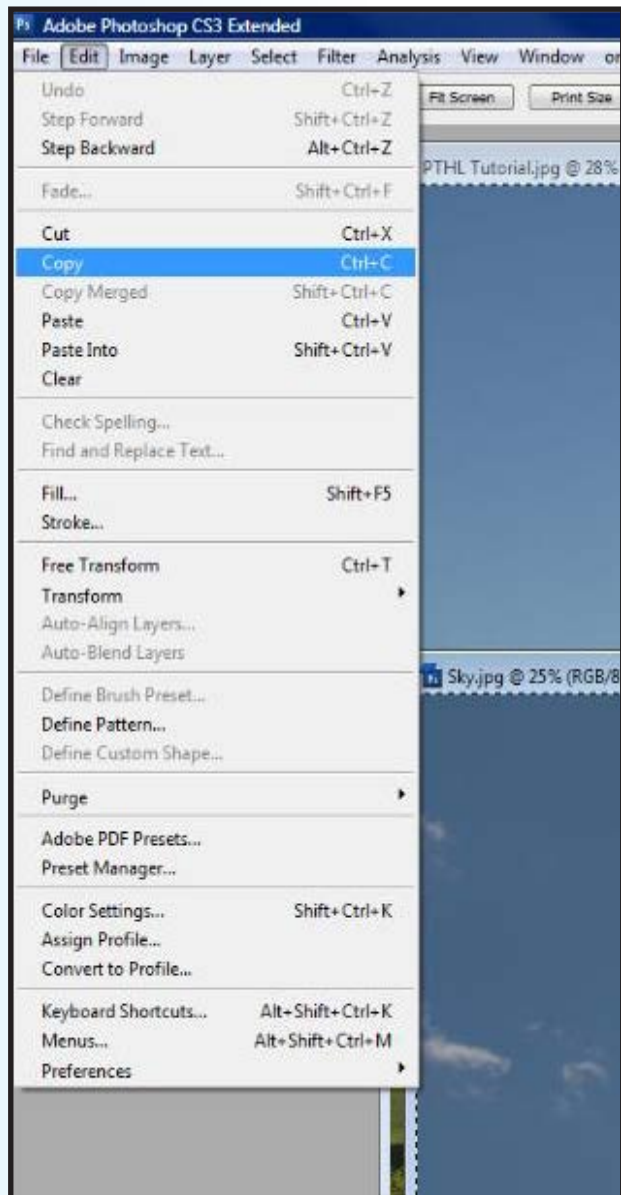 Ps Adobe Photoshop CS3 Extended
File Edit Image Layer Select Filter Analysis View Window
Fit Screen Print Size
Undo Ctrl+Z
Step Forward Shift+Ctrl+Z
Step Backward Alt+Ctrl+Z
PTHL Tutorial.jpg @ 28%
Fade... Shift+Ctrl+F
Cut Ctrl+X
Copy Ctrl+C
Copy Merged Shift+Ctrl+C
Paste Ctrl+V
Paste Into Shift+Ctrl+V
Clear
Check Spelling...
Find and Replace Text...
Fill... Shift+F5
Stroke...
Free Transform Ctrl+T
Transform
Auto-Align Layers...
Auto-Blend Layers
Sky.jpg @ 25% (RGB/8
Define Brush Preset...
Define Pattern...
Define Custom Shape...
Purge
Adobe PDF Presets...
Preset Manager...
Color Settings... Shift+Ctrl+K
Assign Profile...
Convert to Profile...
Keyboard Shortcuts... Alt+Shift+Ctrl+K
Menus... Alt+Shift+Ctrl+M
Preferences